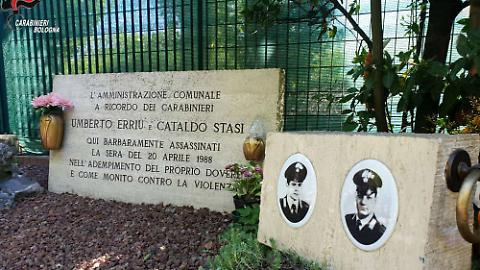 CARABINIERI
BOLOGNA
L'AMMINISTRAZIONE COMUNALE
A RICORDO DEI CARABINIERI
UMBERTO ERRIU E CATALDO STASI
QUI BARBARAMENTE ASSASSINATI
LA SERA DEL 20 APRILE 1988
NELL'ADEMPIMENTO DEL PROPRIO DOVERE
E COME MONITO CONTRO LA VIOLENZA